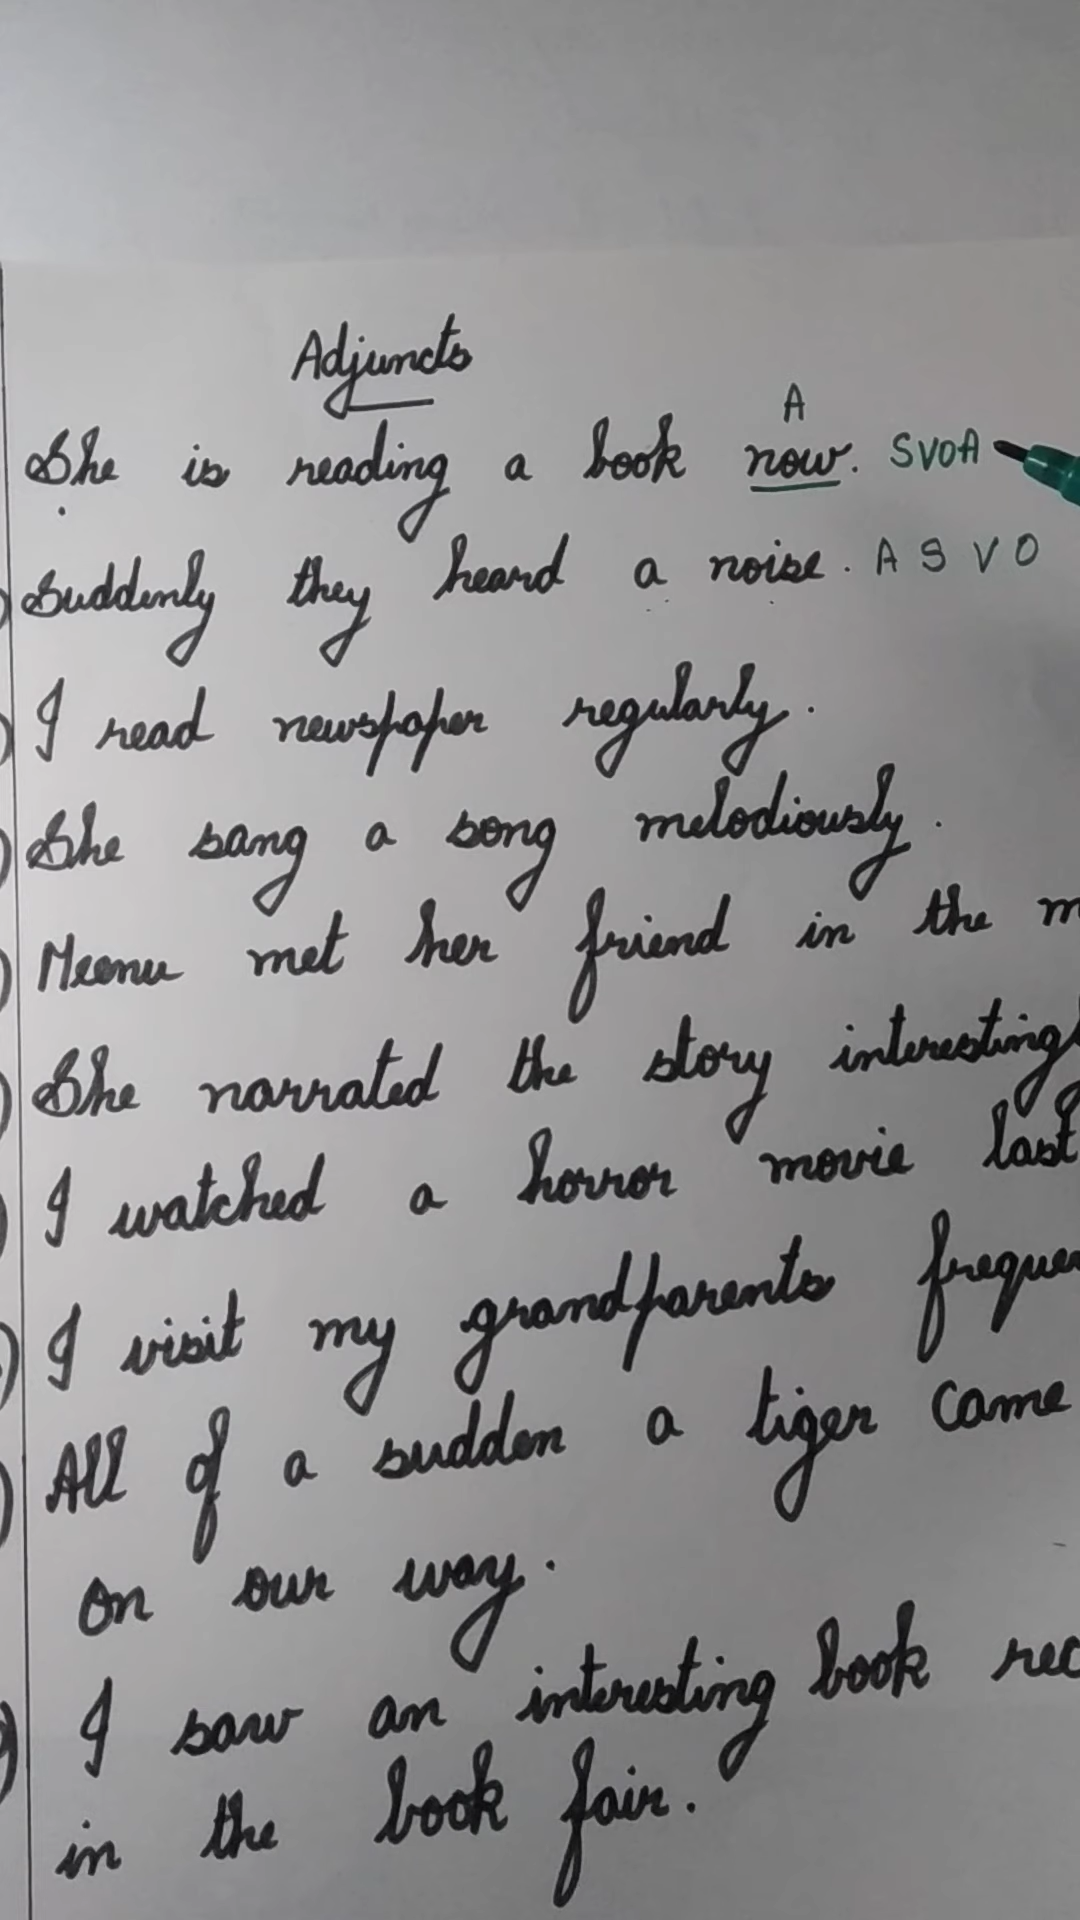 Adjuncts
A
She is reading a book now. SVOA
Suddenly they heard a noise. A S V O
I read newspaper regularly.
She sang a song melodiously.
Meenu met her friend in the
She narrated the story
I watched a horror movie last
I visit my grandparents
All of a sudden a tiger came
on our way.
I saw an interesting book
in the book fair.